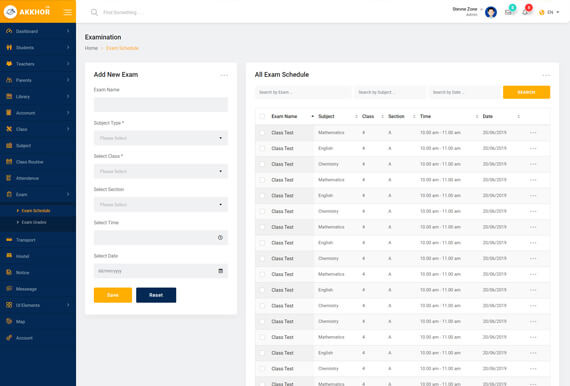 AKKHOR
Find Something . . .
Stevne Zone
Admin
EN
Dashboard
Students
Teachers
Parents
Library
Acconunt
Class
Subject
Class Routine
Attendence
Exam
Exam Schedule
Exam Grades
Transport
Hostel
Notice
Messeage
UI Elements
Map
Account
Examination
Home
Exam Schedule
Add New Exam
Exam Name
Subject Type *
Please Select
Select Class *
Please Select
Select Section
Please Select
Select Time
Select Date
dd/mm/yyyy
Save
Reset
All Exam Schedule
Search by Exam ...
Search by Subject ...
Search by Date ...
SEARCH
Exam Name Subject Class Section Time Date
Class Test Mathematics 4 A 10.00 am - 11.00 am 20/06/2019
Class Test English 4 A 10.00 am - 11.00 am 20/06/2019
Class Test Chemistry 4 A 10.00 am - 11.00 am 20/06/2019
Class Test Mathematics 4 A 10.00 am - 11.00 am 20/06/2019
Class Test English 4 A 10.00 am - 11.00 am 20/06/2019
Class Test Chemistry 4 A 10.00 am - 11.00 am 20/06/2019
Class Test Mathematics 4 A 10.00 am - 11.00 am 20/06/2019
Class Test English 4 A 10.00 am - 11.00 am 20/06/2019
Class Test Chemistry 4 A 10.00 am - 11.00 am 20/06/2019
Class Test Mathematics 4 A 10.00 am - 11.00 am 20/06/2019
Class Test English 4 A 10.00 am - 11.00 am 20/06/2019
Class Test Chemistry 4 A 10.00 am - 11.00 am 20/06/2019
Class Test Mathematics 4 A 10.00 am - 11.00 am 20/06/2019
Class Test English 4 A 10.00 am - 11.00 am 20/06/2019
Class Test Chemistry 4 A 10.00 am - 11.00 am 20/06/2019
Class Test Mathematics 4 A 10.00 am - 11.00 am 20/06/2019
Class Test English 4 A 10.00 am - 11.00 am 20/06/2019